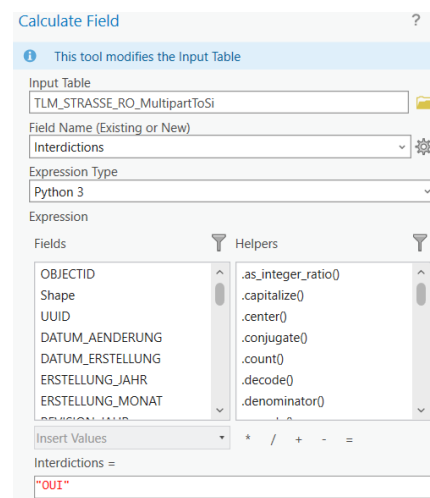 Calculate Field ?
This tool modifies the Input Table
Input Table
TLM_STRASSE_RO_MultipartToSi
Field Name (Existing or New)
Interdictions
Expression Type
Python 3
Expression
Fields Helpers
OBJECTID .as_integer_ratio()
Shape .capitalize()
UUID .center()
DATUM_AENDERUNG .conjugate()
DATUM_ERSTELLUNG .count()
ERSTELLUNG_JAHR .decode()
ERSTELLUNG_MONAT .denominator()
Insert Values * / + - =
Interdictions =
"OUI"